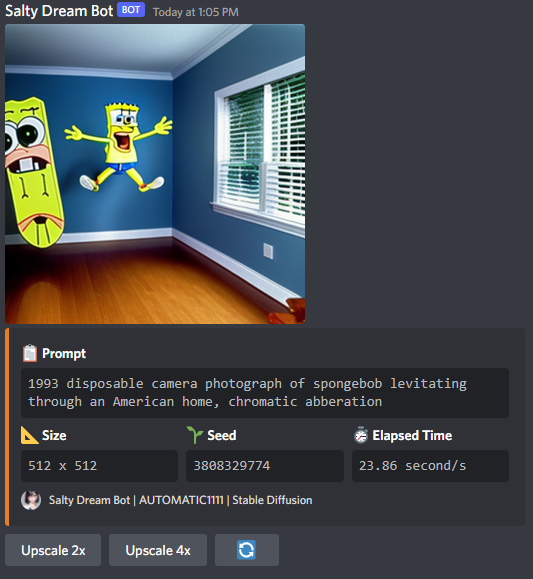 Salty Dream Bot BOT Today at 1:05 PM
Prompt
1993 disposable camera photograph of spongebob levitating
through an American home, chromatic abberation
Size Seed Elapsed Time
512 x 512 3808329774 23.86 second/s
Salty Dream Bot | AUTOMATIC1111 | Stable Diffusion
Upscale 2x Upscale 4x